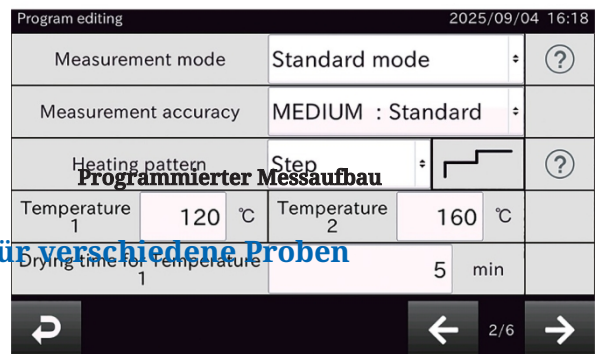 Program editing 2025/09/04 16:18
Measurement mode Standard mode
Measurement accuracy MEDIUM : Standard
Heating pattern Step
Programmierter Messaufbau
Temperature 1 120 ℃ Temperature 2 160 ℃
ür verschiedene Proben
Drying time for Temperature 1 5 min
2/6